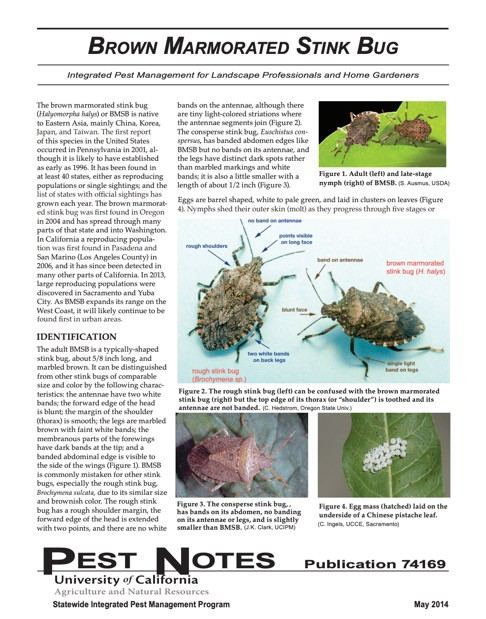 BROWN MARMORATED STINK BUG
Integrated Pest Management for Landscape Professionals and Home Gardeners
The brown marmorated stink bug
(Halyomorpha halys) or BMSB is native
to Eastern Asia, mainly China, Korea,
Japan, and Taiwan. The first report
of this species in the United States
occurred in Pennsylvania in 2001, al-
though it is likely to have established
as early as 1996. It has been found in
at least 40 states, either as reproducing
populations or single sightings; and the
list of states with official sightings has
grown each year. The brown marmorat-
ed stink bug was first found in Oregon
in 2004 and has spread through many
parts of that state and into Washington.
In California a reproducing popula-
tion was first found in Pasadena and
San Marino (Los Angeles County) in
2006, and it has since been detected in
many other parts of California. In 2013,
large reproducing populations were
discovered in Sacramento and Yuba
City. As BMSB expands its range on the
West Coast, it will likely continue to be
found first in urban areas.
IDENTIFICATION
The adult BMSB is a typically-shaped
stink bug, about 5/8 inch long, and
marbled brown. It can be distinguished
from other stink bugs of comparable
size and color by the following charac-
teristics: the antennae have two white
bands; the forward edge of the head
is blunt; the margin of the shoulder
(thorax) is smooth; the legs are marbled
brown with faint white bands; the
membranous parts of the forewings
have dark bands at the tip; and a
banded abdominal edge is visible to
the side of the wings (Figure 1). BMSB
is commonly mistaken for other stink
bugs, especially the rough stink bug,
Brochymena sulcata, due to its similar size
and brownish color. The rough stink
bug has a rough shoulder margin, the
forward edge of the head is extended
with two points, and there are no white
bands on the antennae, although there
are tiny light-colored striations where
the antennae segments join (Figure 2).
The consperse stink bug, Euschistus con-
spersus, has banded abdomen edges like
BMSB but no bands on its antennae, and
the legs have distinct dark spots rather
than marbled markings and white
bands; it is also a little smaller with a
length of about 1/2 inch (Figure 3).
Figure 1. Adult (left) and late-stage
nymph (right) of BMSB. (S. Ausmus, USDA)
Eggs are barrel shaped, white to pale green, and laid in clusters on leaves (Figure
4). Nymphs shed their outer skin (molt) as they progress through five stages or
no band on antennae
rough shoulders
points visible
on long face
band on antennae
brown marmorated
stink bug (H. halys)
blunt face
two white bands
on back legs
rough stink bug
(Brochymena sp.)
single light
band on legs
Figure 2. The rough stink bug (left) can be confused with the brown marmorated
stink bug (right) but the top edge of its thorax (or “shoulder”) is toothed and its
antennae are not banded. (C. Hedstrom, Oregon State Univ.)
Figure 3. The consperse stink bug, ,
has bands on its abdomen, no banding
on its antennae or legs, and is slightly
smaller than BMSB. (J.K. Clark, UCIPM)
Figure 4. Egg mass (hatched) laid on the
underside of a Chinese pistache leaf.
(C. Ingels, UCCE, Sacramento)
PEST NOTES
Publication 74169
University of California
Agriculture and Natural Resources
Statewide Integrated Pest Management Program
May 2014